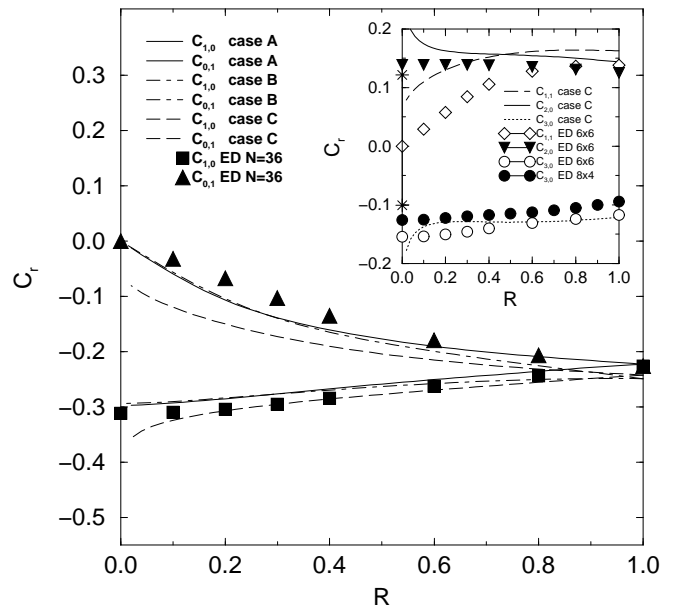 C1,0 case A
C0,1 case A
C1,0 case B
C0,1 case B
C1,0 case C
C0,1 case C
C1,0 ED N=36
C0,1 ED N=36
0.3
0.2
0.1
0.0
−0.1
−0.2
−0.3
−0.4
−0.5
Cr
0.0 0.2 0.4 0.6 0.8 1.0
R
0.2
0.1
0.0
−0.1
−0.2
Cr
C1,1 case C
C2,0 case C
C3,0 case C
C1,1 ED 6x6
C2,0 ED 6x6
C3,0 ED 6x6
C3,0 ED 8x4
0.0 0.2 0.4 0.6 0.8 1.0
R